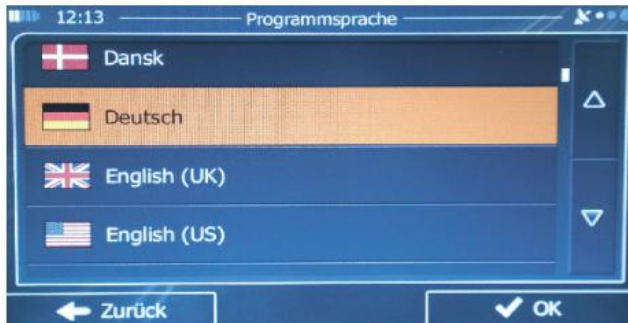 12:13 Programmsprache
Dansk
Deutsch
English (UK)
English (US)
Zurück OK